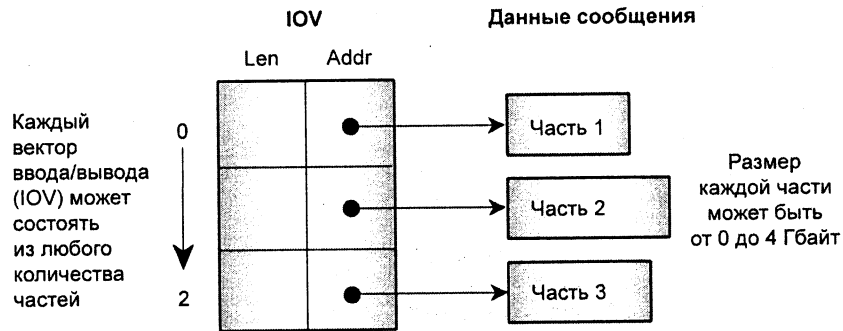 IOV
Данные сообщения
Len
Addr
Каждый
вектор
ввода/вывода
(IOV) может
состоять
из любого
количества
частей
0
2
Часть 1
Часть 2
Часть 3
Размер
каждой части
может быть
от 0 до 4 Гбайт